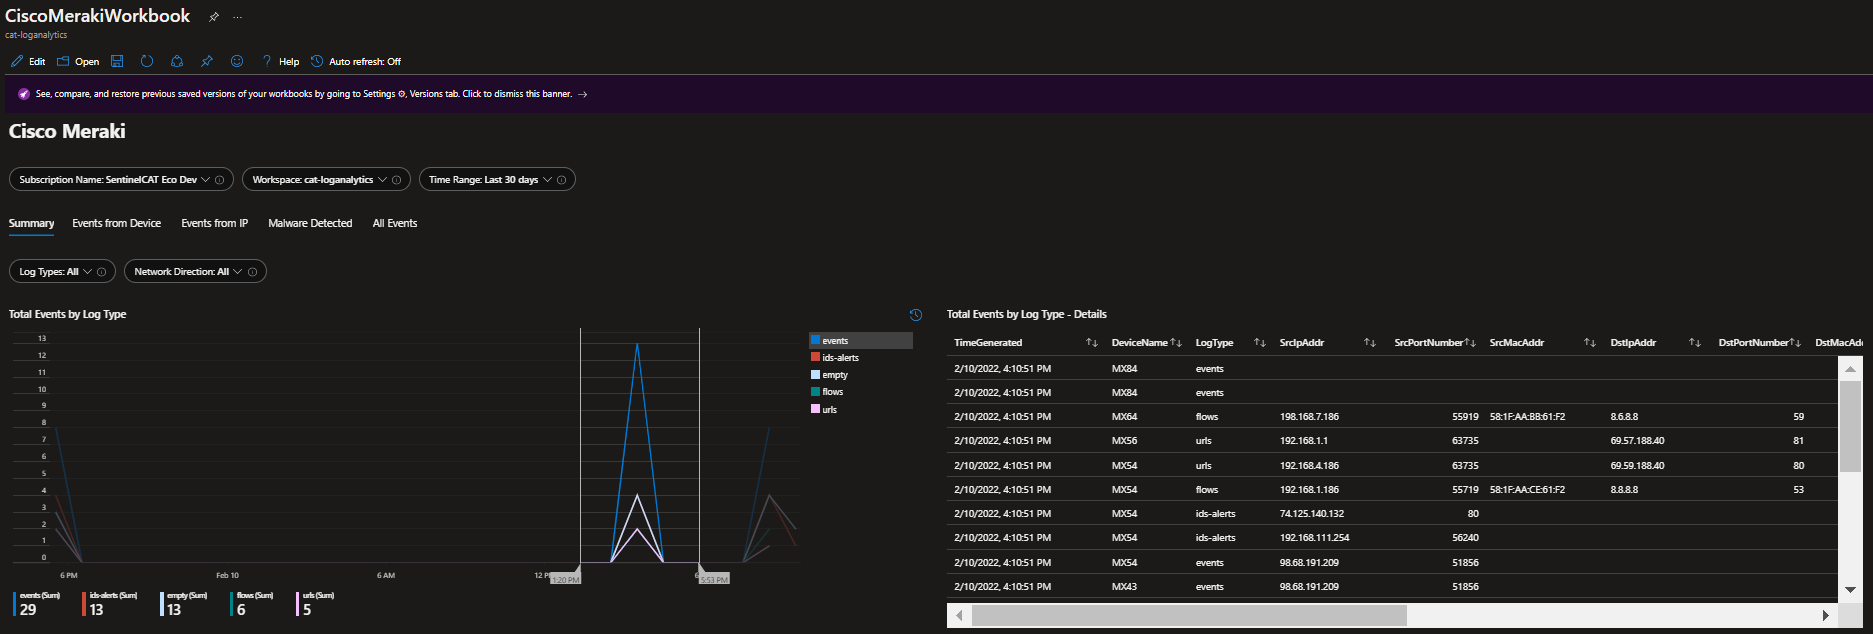 CiscoMerakiWorkbook ...
cat-loganalytics
Edit Open Help Auto refresh: Off
See, compare, and restore previous saved versions of your workbooks by going to Settings , Versions tab. Click to dismiss this banner. →
Cisco Meraki
Subscription Name: SentinelCAT Eco Dev Workspace: cat-loganalytics Time Range: Last 30 days
Summary Events from Device Events from IP Malware Detected All Events
Log Types: All Network Direction: All
Total Events by Log Type
13
12
11
10
9
8
7
6
5
4
3
2
1
0
6 PM Feb 10 6 AM 12 P 1:20 PM 6 5:53 PM
events
ids-alerts
empty
flows
urls
events (Sum) ids-alerts (Sum) empty (Sum) flows (Sum) urls (Sum)
29 13 13 6 5
Total Events by Log Type - Details
TimeGenerated ↑↓ DeviceName ↑↓ LogType ↑↓ SrcIpAddr ↑↓ SrcPortNumber ↑↓ SrcMacAddr ↑↓ DstIpAddr ↑↓ DstPortNumber ↑↓ DstMacAdd
2/10/2022, 4:10:51 PM MX84 events
2/10/2022, 4:10:51 PM MX84 events
2/10/2022, 4:10:51 PM MX64 flows 198.168.7.186 55919 58:1F:AA:BB:61:F2 8.6.8.8 59
2/10/2022, 4:10:51 PM MX56 urls 192.168.1.1 63735 69.57.188.40 81
2/10/2022, 4:10:51 PM MX54 urls 192.168.4.186 63735 69.59.188.40 80
2/10/2022, 4:10:51 PM MX54 flows 192.168.1.186 55719 58:1F:AA:CE:61:F2 8.8.8.8 53
2/10/2022, 4:10:51 PM MX54 ids-alerts 74.125.140.132 80
2/10/2022, 4:10:51 PM MX54 ids-alerts 192.168.111.254 56240
2/10/2022, 4:10:51 PM MX54 events 98.68.191.209 51856
2/10/2022, 4:10:51 PM MX43 events 98.68.191.209 51856